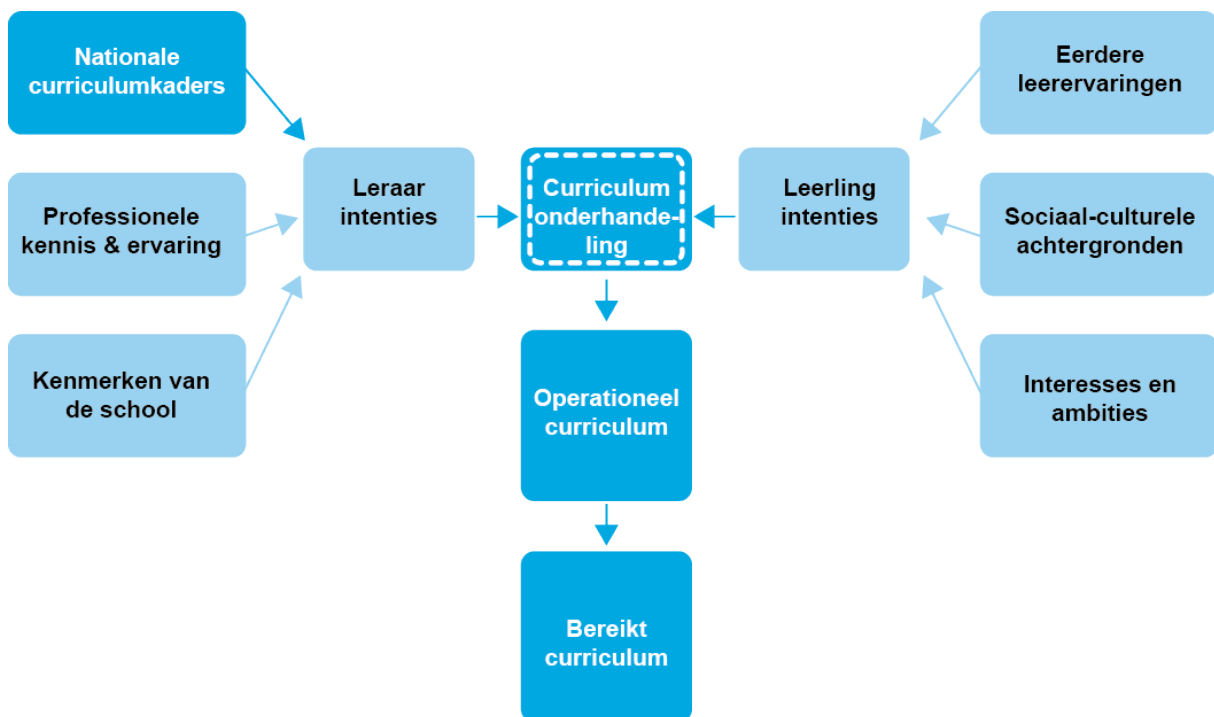 Nationale
curriculumkaders
Professionele
kennis & ervaring
Kenmerken van
de school
Leraar
intenties
Curriculum
onderhande-
ling
Leerling
intenties
Eerdere
leerervaringen
Sociaal-culturele
achtergronden
Interesses en
ambities
Operationeel
curriculum
Bereikt
curriculum